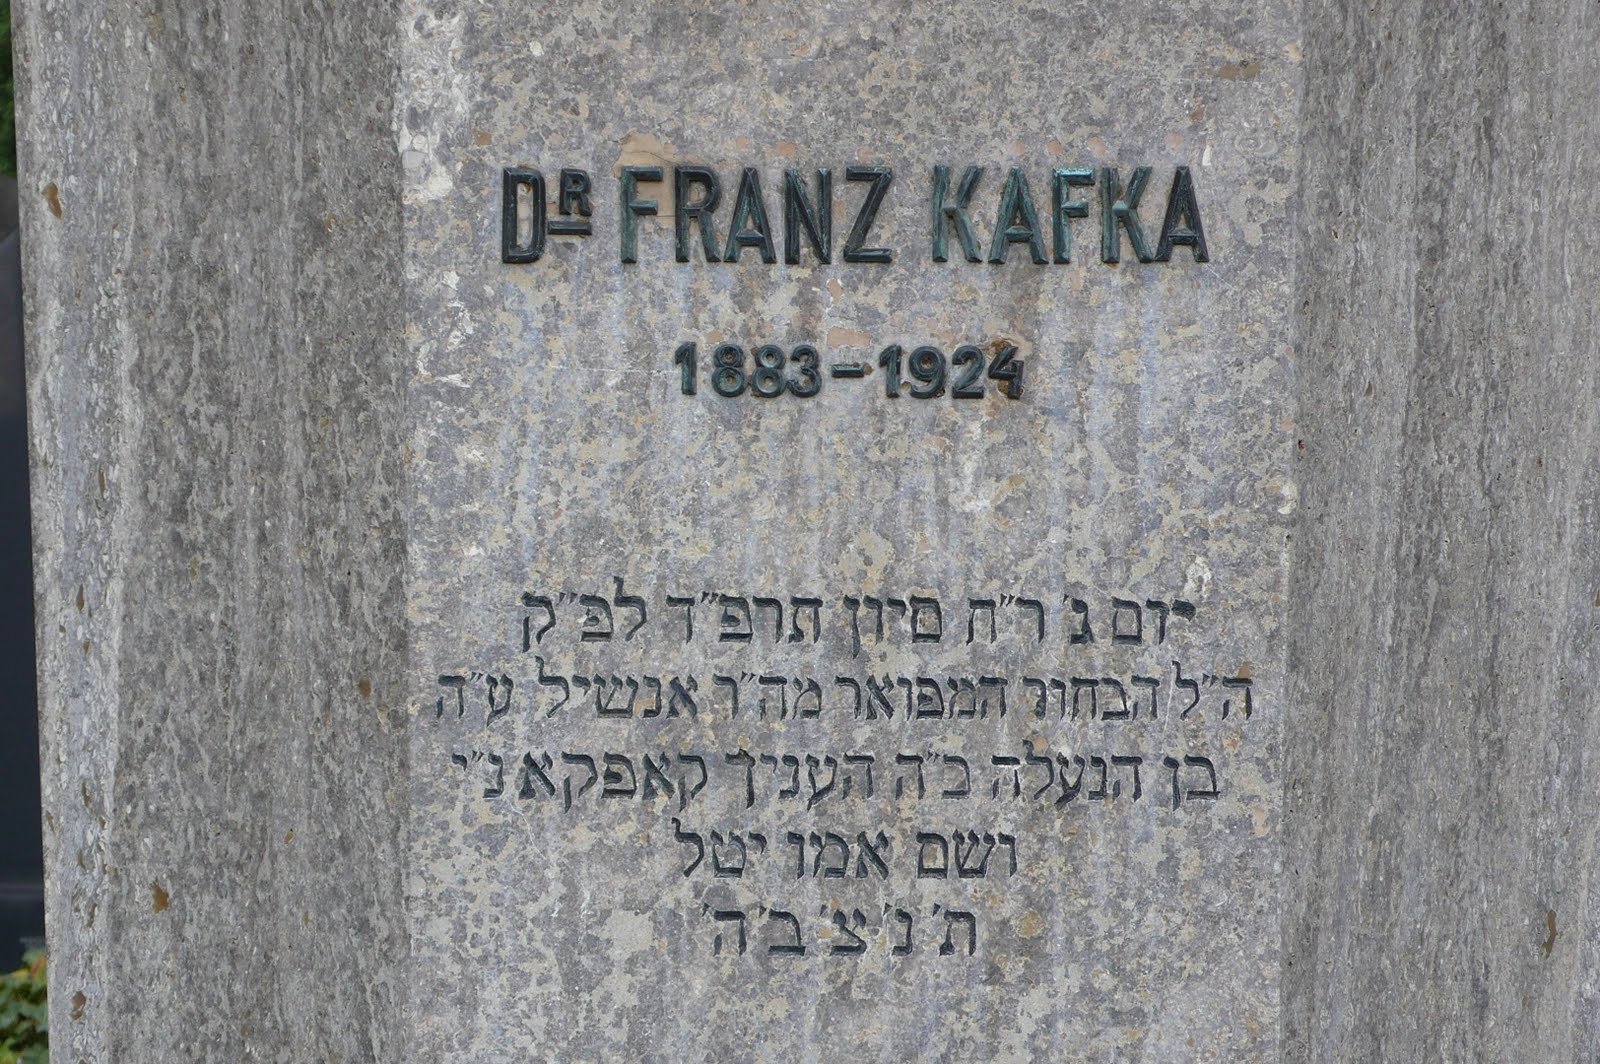 DR FRANZ KAFKA
1883-1924
יום ג׳ ר״ח סיון תרפ״ד לפ״ק
ה״ל הבחור המפואר מה״ר אנשיל ע״ה
בן הנעלה כ״ה הענך קאפקא נ״י
ושם אמו יטל
ת׳ נ׳ צ׳ ב׳ ה׳